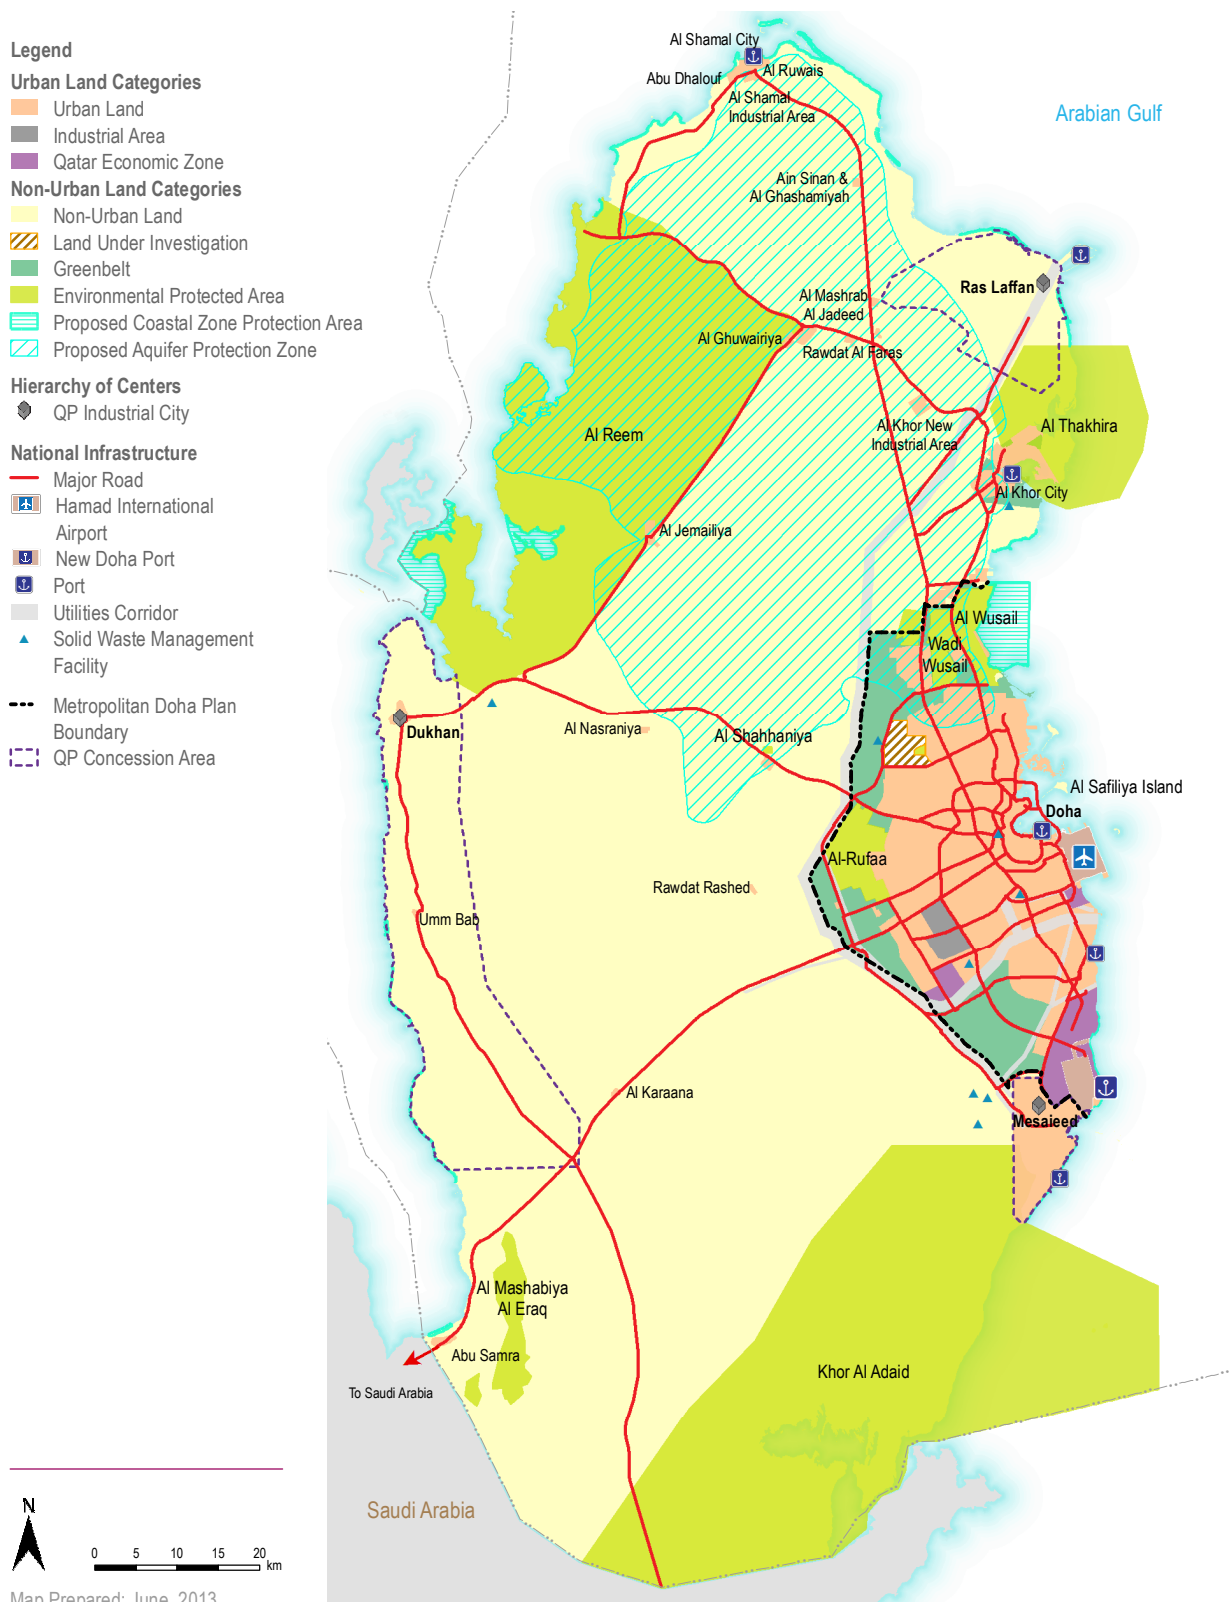 Legend
Urban Land Categories
Urban Land
Industrial Area
Qatar Economic Zone
Non-Urban Land Categories
Non-Urban Land
Land Under Investigation
Greenbelt
Environmental Protected Area
Proposed Coastal Zone Protection Area
Proposed Aquifer Protection Zone
Hierarchy of Centers
QP Industrial City
National Infrastructure
Major Road
Hamad International
Airport
New Doha Port
Port
Utilities Corridor
Solid Waste Management
Facility
Metropolitan Doha Plan
Boundary
QP Concession Area
N
0 5 10 15 20
km
Map Prepared: June, 2013
Al Shamal City
Abu Dhalouf
Al Ruwais
Al Shamal
Industrial Area
Arabian Gulf
Ain Sinan &
Al Ghashamiyah
Ras Laffan
Al Mashrab
Al Jadeed
Al Ghuwairiya
Rawdat Al Faras
Al Reem
Al Khor New
Industrial Area
Al Thakhira
Al Khor City
Al Jemailiya
Al Wusail
Wadi
Wusail
Dukhan
Al Nasraniya
Al Shahhaniya
Al Safiliya Island
Doha
Al-Rufaa
Rawdat Rashed
Umm Bab
Al Karaana
Mesaieed
Al Mashabiya
Al Eraq
Abu Samra
To Saudi Arabia
Khor Al Adaid
Saudi Arabia